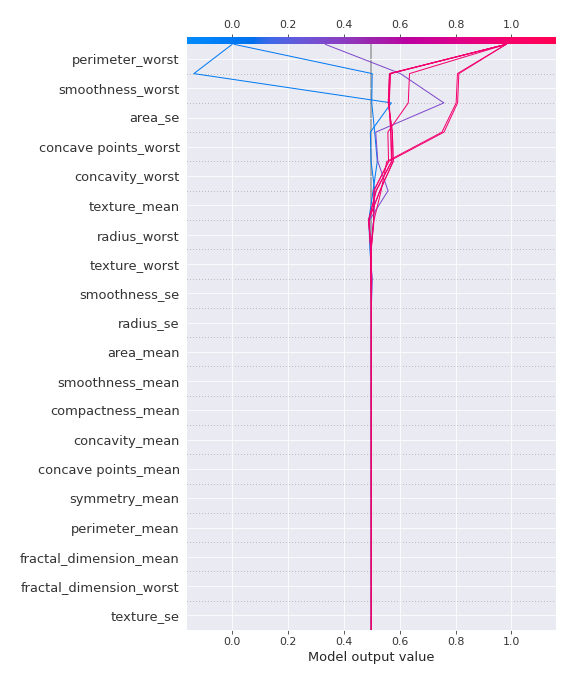 0.0 0.2 0.4 0.6 0.8 1.0
perimeter_worst
smoothness_worst
area_se
concave points_worst
concavity_worst
texture_mean
radius_worst
texture_worst
smoothness_se
radius_se
area_mean
smoothness_mean
compactness_mean
concavity_mean
concave points_mean
symmetry_mean
perimeter_mean
fractal_dimension_mean
fractal_dimension_worst
texture_se
0.0 0.2 0.4 0.6 0.8 1.0
Model output value